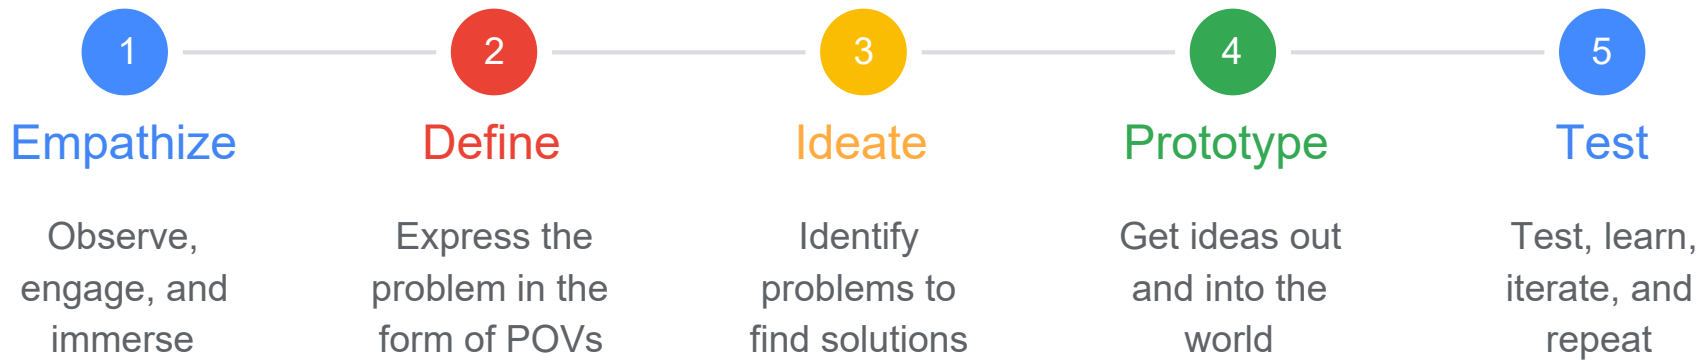 1
2
3
4
5
Empathize
Define
Ideate
Prototype
Test
Observe,
engage, and
immerse
Express the
problem in the
form of POVs
Identify
problems to
find solutions
Get ideas out
and into the
world
Test, learn,
iterate, and
repeat